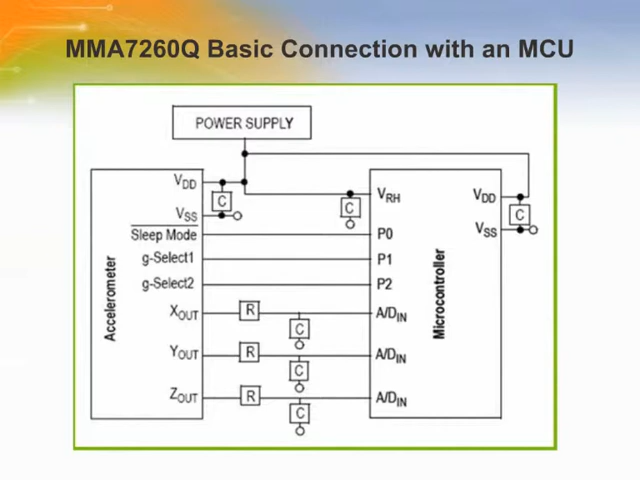 MMA7260Q Basic Connection with an MCU
POWER SUPPLY
Accelerometer
VDD
C
VSS
Sleep Mode
g-Select1
g-Select2
XOUT
YOUT
ZOUT
R
C
R
C
R
C
C
VRH
P0
P1
P2
A/DIN
A/DIN
A/DIN
Microcontroller
VDD
C
VSS